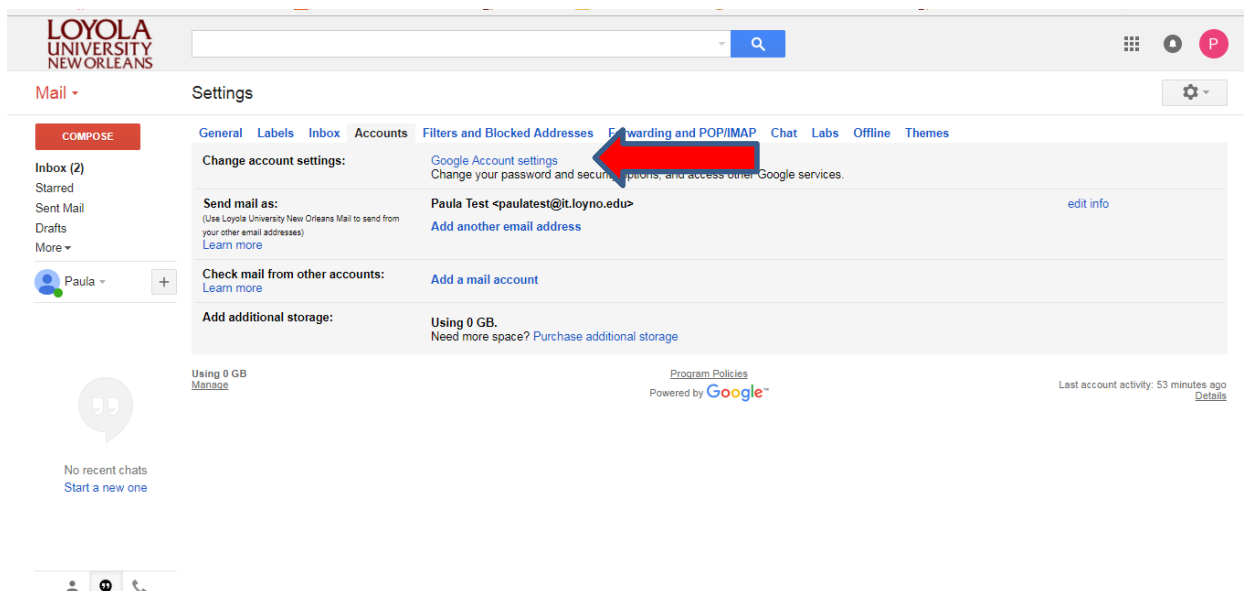 LOYOLA
UNIVERSITY
NEW ORLEANS
P
Mail
Settings
COMPOSE
General Labels Inbox Accounts Filters and Blocked Addresses Forwarding and POP/IMAP Chat Labs Offline Themes
Inbox (2)
Starred
Sent Mail
Drafts
More
Paula
+
Change account settings:
Google Account settings
Change your password and security options, and access other Google services.
Send mail as:
(Use Loyola University New Orleans Mail to send from
your other email addresses)
Learn more
Paula Test <paulatest@it.loyno.edu>
edit info
Add another email address
Check mail from other accounts:
Learn more
Add a mail account
Add additional storage:
Using 0 GB.
Need more space? Purchase additional storage
Using 0 GB
Manage
Program Policies
Powered by Google™
Last account activity: 53 minutes ago
Details
No recent chats
Start a new one